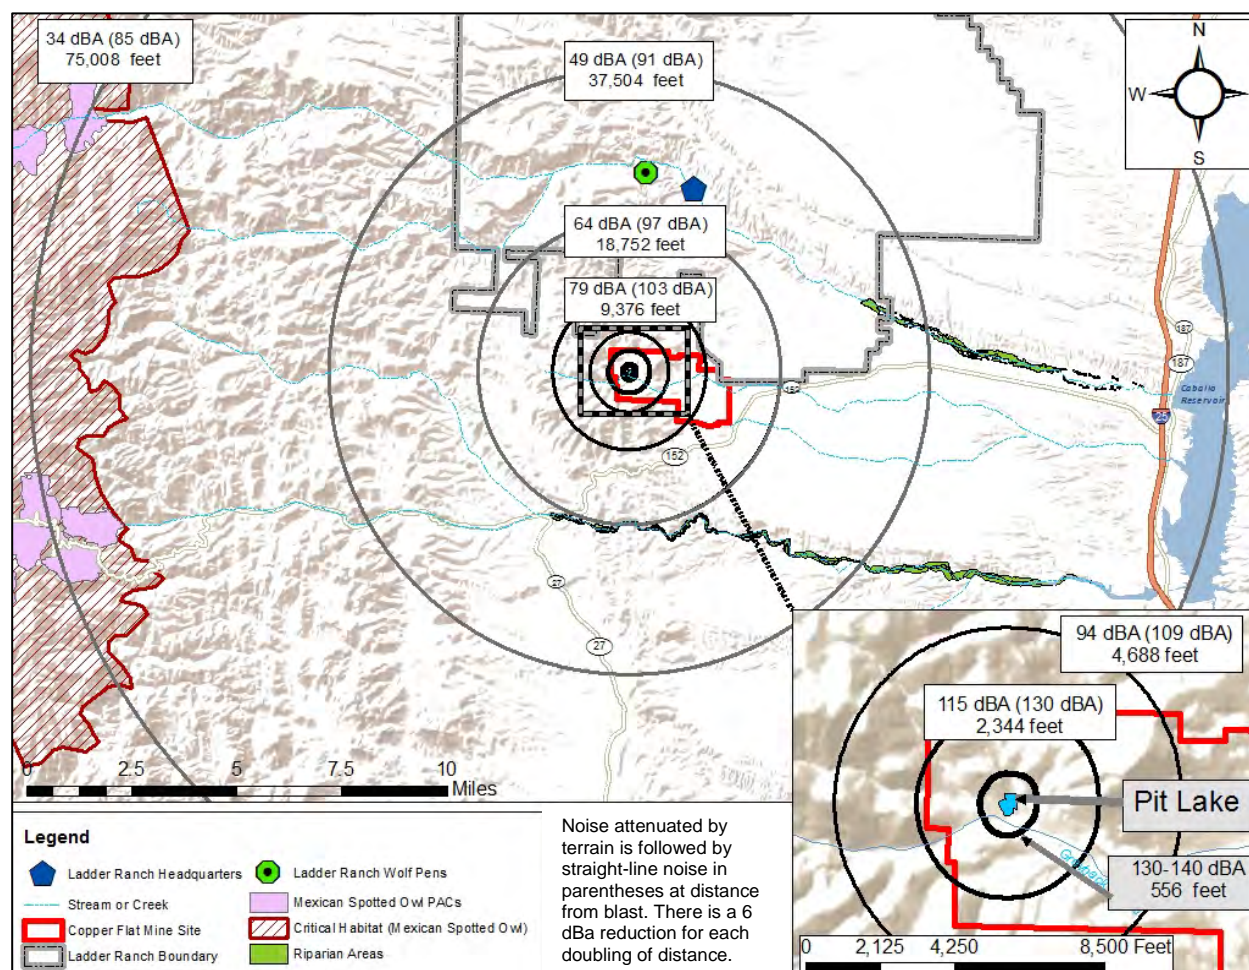 34 dBA (85 dBA)
75,008 feet
49 dBA (91 dBA)
37,504 feet
N
W
E
S
64 dBA (97 dBA)
18,752 feet
79 dBA (103 dBA)
9,376 feet
187
187
152
152
Caballo
Reservoir
25
152
27
27
0 2.5 5 7.5 10
Miles
94 dBA (109 dBA)
4,688 feet
115 dBA (130 dBA)
2,344 feet
Pit Lake
130-140 dBA
556 feet
0 2,125 4,250 8,500 Feet
Legend
Ladder Ranch Headquarters
Ladder Ranch Wolf Pens
Stream or Creek
Mexican Spotted Owl PACs
Copper Flat Mine Site
Critical Habitat (Mexican Spotted Owl)
Ladder Ranch Boundary
Riparian Areas
Noise attenuated by
terrain is followed by
straight-line noise in
parentheses at distance
from blast. There is a 6
dBa reduction for each
doubling of distance.